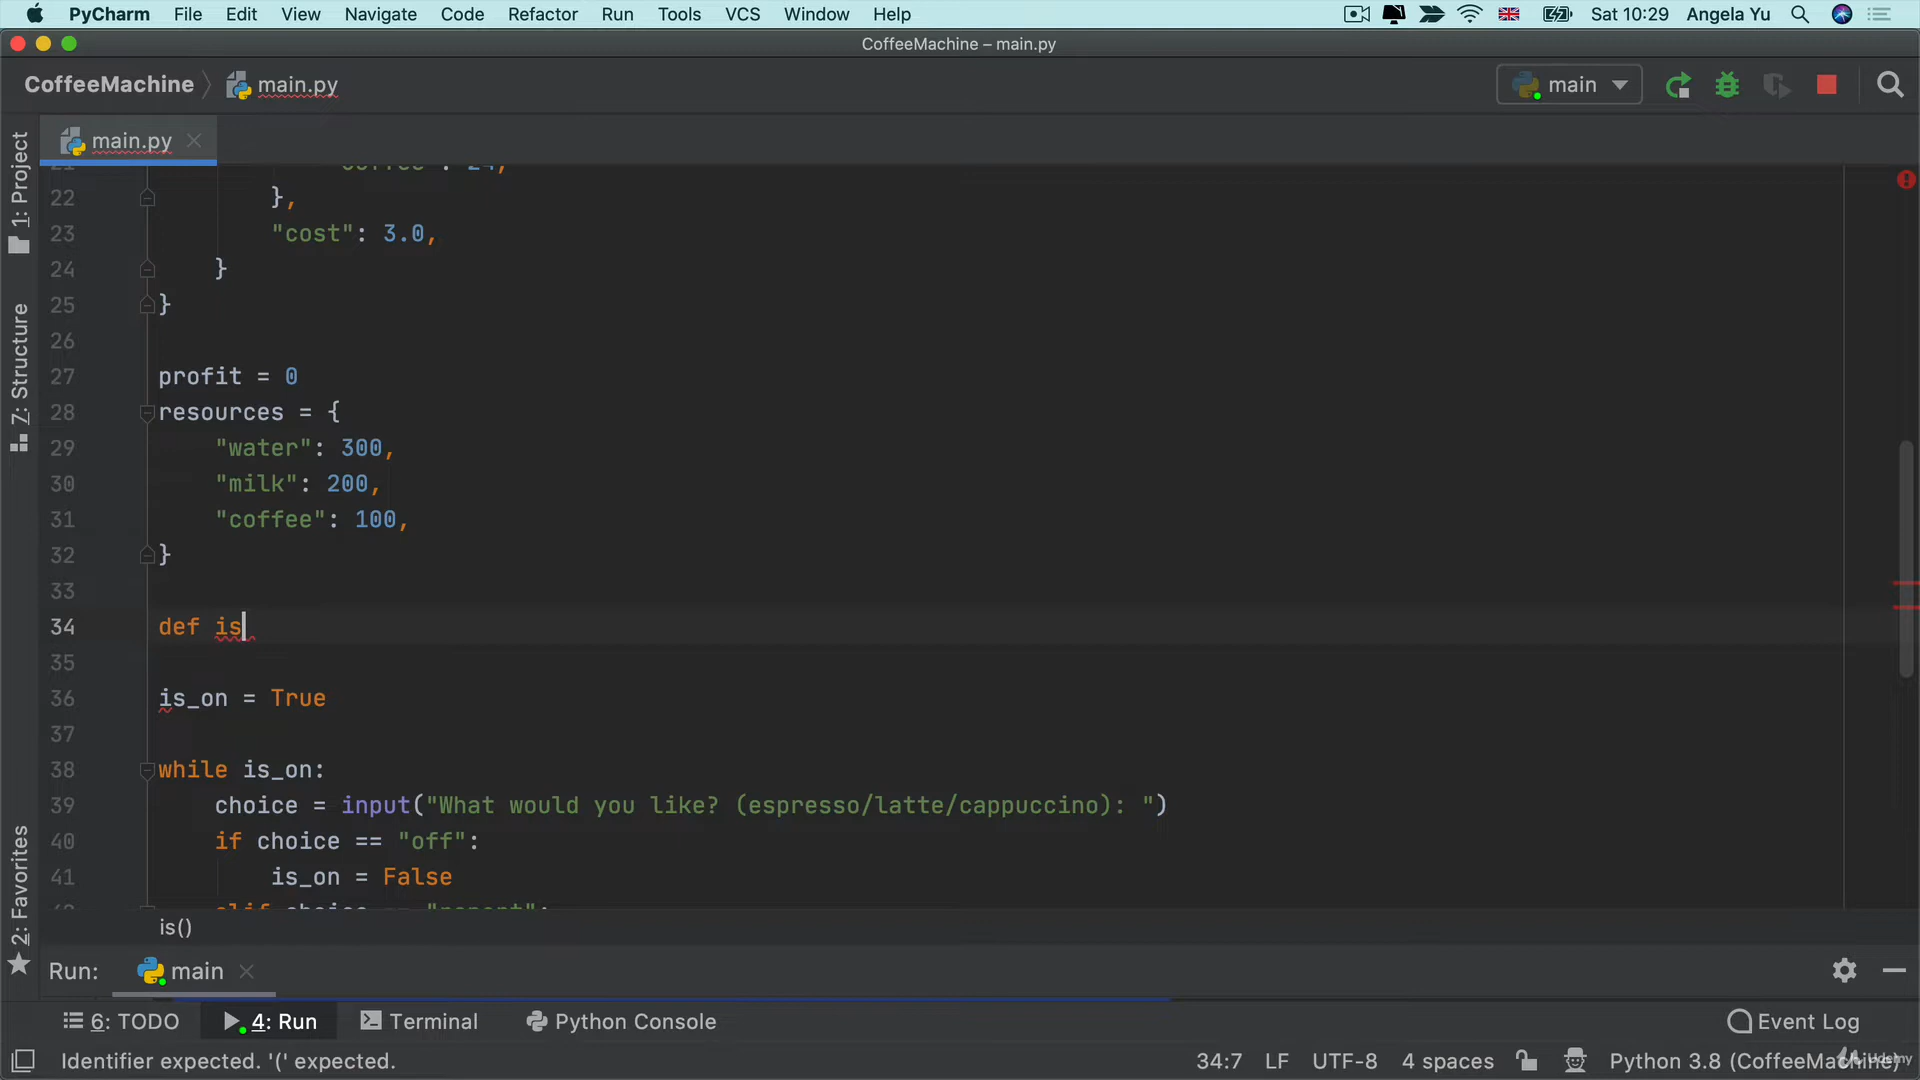 PyCharm File Edit View Navigate Code Refactor Run Tools VCS Window Help Sat 10:29 Angela Yu
CoffeeMachine – main.py
CoffeeMachine main.py main
main.py
1: Project
7: Structure
2: Favorites
22 },
23 "cost": 3.0,
24 }
25 }
26
27 profit = 0
28 resources = {
29 "water": 300,
30 "milk": 200,
31 "coffee": 100,
32 }
33
34 def is
35
36 is_on = True
37
38 while is_on:
39 choice = input("What would you like? (espresso/latte/cappuccino): ")
40 if choice == "off":
41 is_on = False
is()
Run: main
6: TODO 4: Run Terminal Python Console Event Log
Identifier expected. '(' expected. 34:7 LF UTF-8 4 spaces Python 3.8 (CoffeeMachine)
Udemy